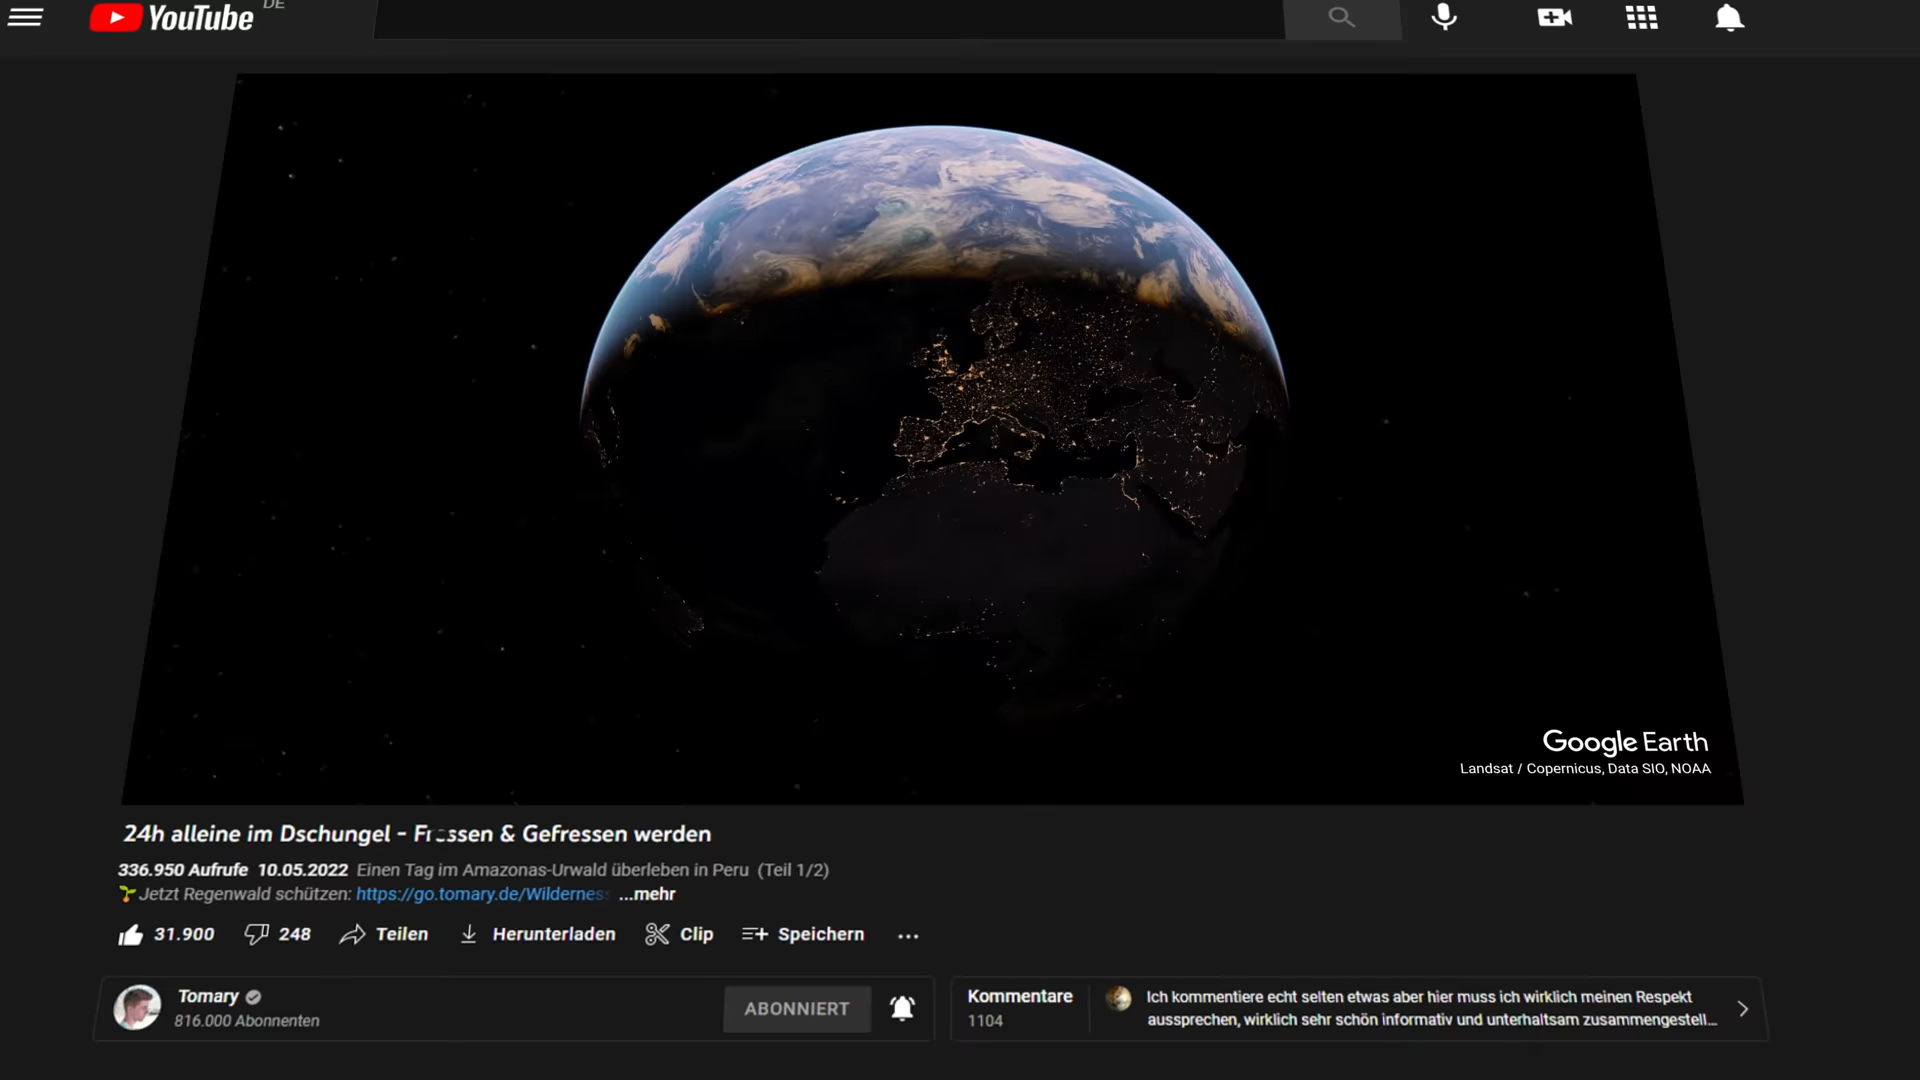 YouTube DE
Google Earth
Landsat / Copernicus, Data SIO, NOAA
24h alleine im Dschungel - Fressen & Gefressen werden
336.950 Aufrufe 10.05.2022 Einen Tag im Amazonas-Urwald überleben in Peru (Teil 1/2)
Jetzt Regenwald schützen: https://go.tomary.de/Wildernes ...mehr
31.900 248 Teilen Herunterladen Clip Speichern ...
Tomary
816.000 Abonnenten
ABONNIERT
Kommentare
1104
Ich kommentiere echt selten etwas aber hier muss ich wirklich meinen Respekt
aussprechen, wirklich sehr schön informativ und unterhaltsam zusammengestell...